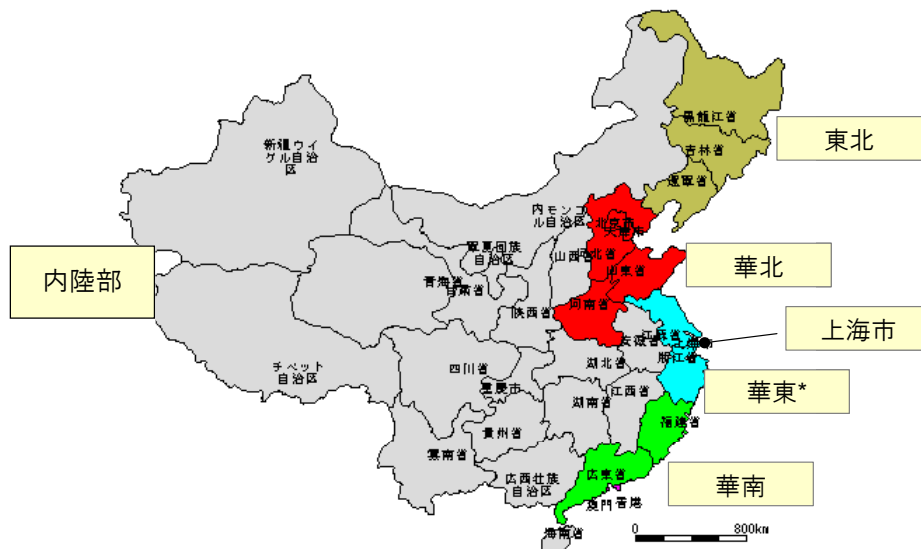 黒龍江省
東北
吉林省
遼寧省
新疆ウイ
グル自治
区
内モンゴ
ル自治区
北京市
天津市
寧夏回族
自治区
山西省
河北省
山東省
華北
内陸部
青海省
甘粛省
河南省
陝西省
江蘇省
上海市
安徽省
上海市
浙江省
チベット
自治区
四川省
湖北省
重慶市
江西省
華東*
湖南省
福建省
貴州省
雲南省
広東省
広西壮族
自治区
華南
香港
澳門
海南省
0
800km